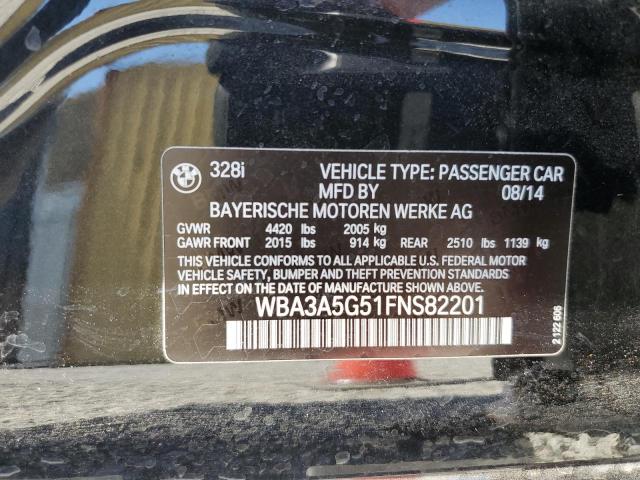 328i VEHICLE TYPE: PASSENGER CAR
MFD BY 08/14
BAYERISCHE MOTOREN WERKE AG
GVWR 4420 lbs 2005 kg
GAWR FRONT 2015 lbs 914 kg REAR 2510 lbs 1139 kg
THIS VEHICLE CONFORMS TO ALL APPLICABLE U.S. FEDERAL MOTOR
VEHICLE SAFETY, BUMPER AND THEFT PREVENTION STANDARDS
IN EFFECT ON THE DATE OF MANUFACTURE SHOWN ABOVE.
WBA3A5G51FNS82201
2 122 606